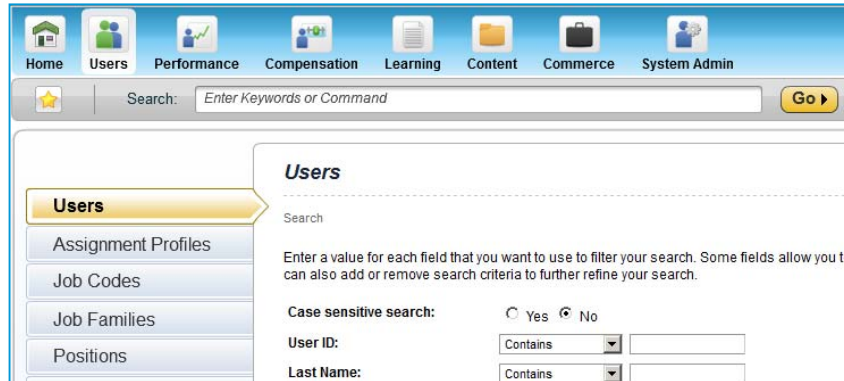 Home Users Performance Compensation Learning Content Commerce System Admin
Search: Enter Keywords or Command Go
Users
Users
Search
Assignment Profiles
Enter a value for each field that you want to use to filter your search. Some fields allow you t
Job Codes
can also add or remove search criteria to further refine your search.
Job Families
Case sensitive search: Yes No
Positions
User ID: Contains
Last Name: Contains